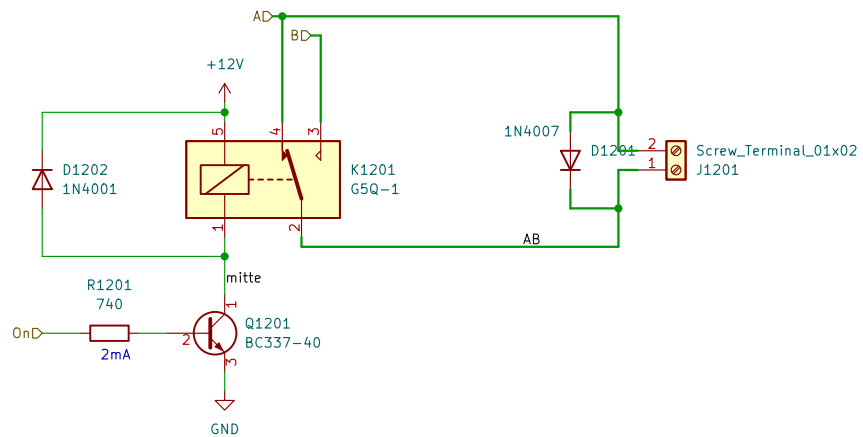 A
B
+12V
5
4
3
1N4007
D1201
2
Screw_Terminal_01x02
1
J1201
D1202
1N4001
K1201
G5Q-1
1
2
AB
mitte
R1201
740
1
Q1201
BC337-40
On
2
2mA
3
GND